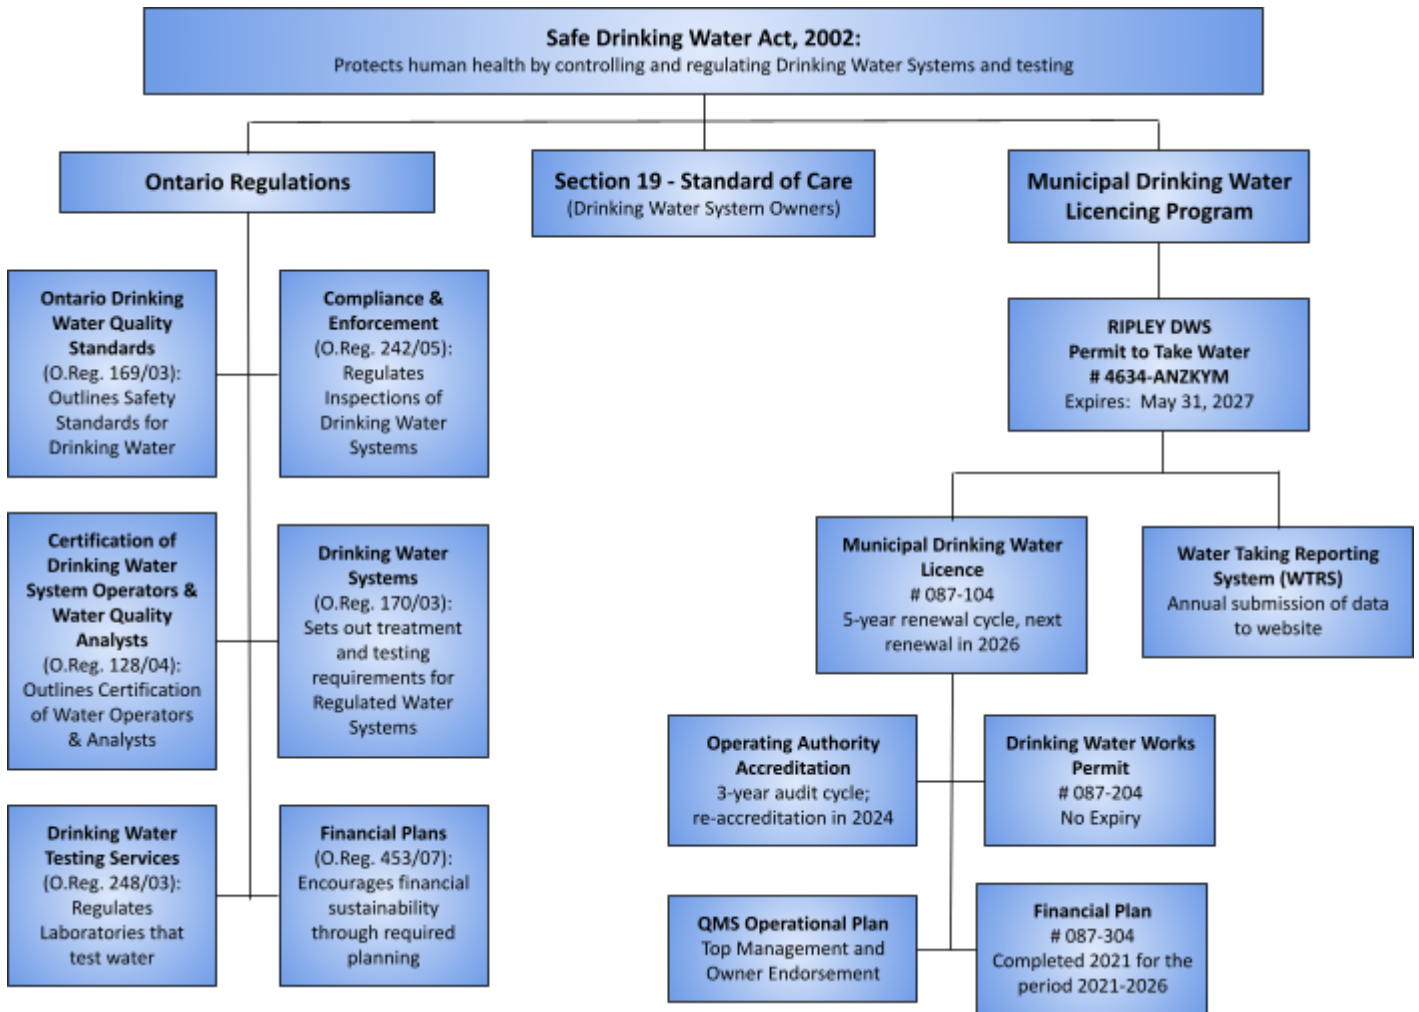 Safe Drinking Water Act, 2002:
Protects human health by controlling and regulating Drinking Water Systems and testing
Ontario Regulations
Section 19 - Standard of Care
(Drinking Water System Owners)
Municipal Drinking Water
Licencing Program
Ontario Drinking
Water Quality
Standards
(O.Reg. 169/03):
Outlines Safety
Standards for
Drinking Water
Compliance &
Enforcement
(O.Reg. 242/05):
Regulates
Inspections of
Drinking Water
Systems
RIPLEY DWS
Permit to Take Water
# 4634-ANZKYM
Expires: May 31, 2027
Certification of
Drinking Water
System Operators &
Water Quality
Analysts
(O.Reg. 128/04):
Outlines Certification
of Water Operators
& Analysts
Drinking Water
Systems
(O.Reg. 170/03):
Sets out treatment
and testing
requirements for
Regulated Water
Systems
Municipal Drinking Water
Licence
# 087-104
5-year renewal cycle, next
renewal in 2026
Water Taking Reporting
System (WTRS)
Annual submission of data
to website
Operating Authority
Accreditation
3-year audit cycle;
re-accreditation in 2024
Drinking Water Works
Permit
# 087-204
No Expiry
Drinking Water
Testing Services
(O.Reg. 248/03):
Regulates
Laboratories that
test water
Financial Plans
(O.Reg. 453/07):
Encourages financial
sustainability
through required
planning
QMS Operational Plan
Top Management and
Owner Endorsement
Financial Plan
# 087-304
Completed 2021 for the
period 2021-2026